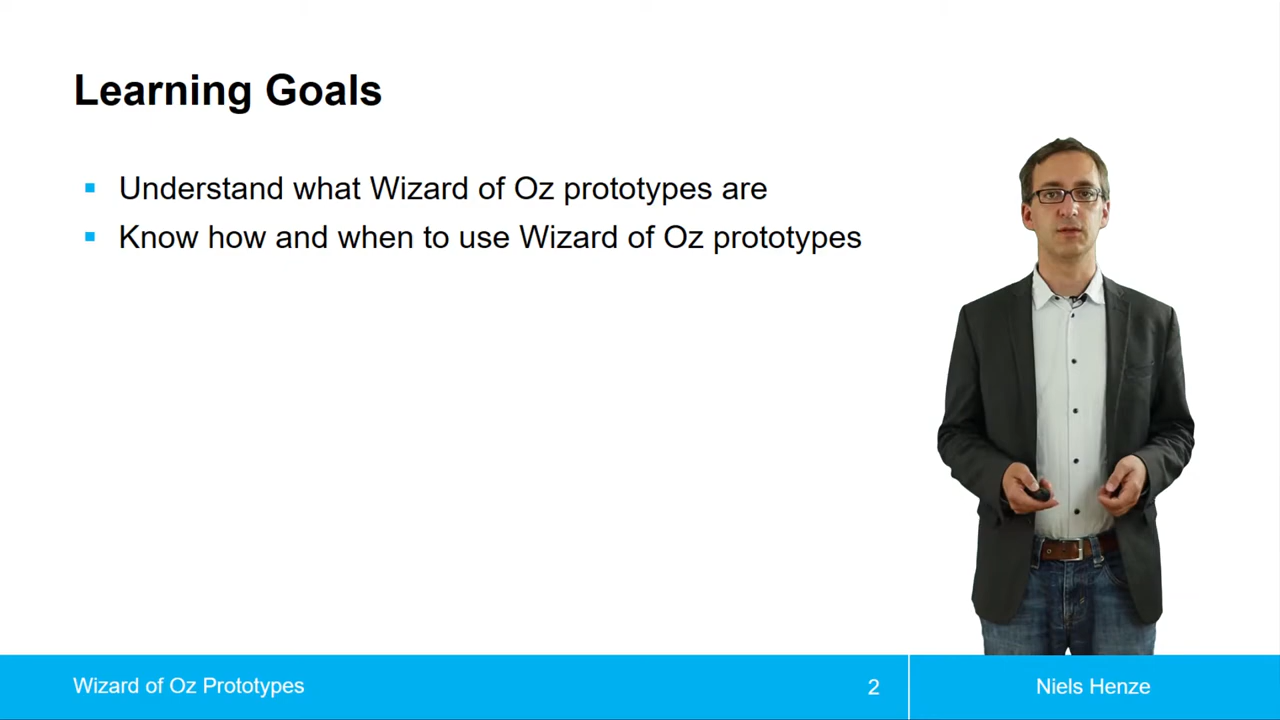 Learning Goals
Understand what Wizard of Oz prototypes are
Know how and when to use Wizard of Oz prototypes
Wizard of Oz Prototypes
2
Niels Henze